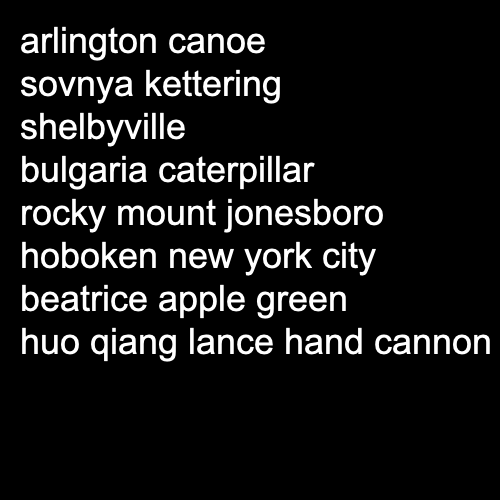 arlington canoe
sovnya kettering
shelbyville
bulgaria caterpillar
rocky mount jonesboro
hoboken new york city
beatrice apple green
huo qiang lance hand cannon